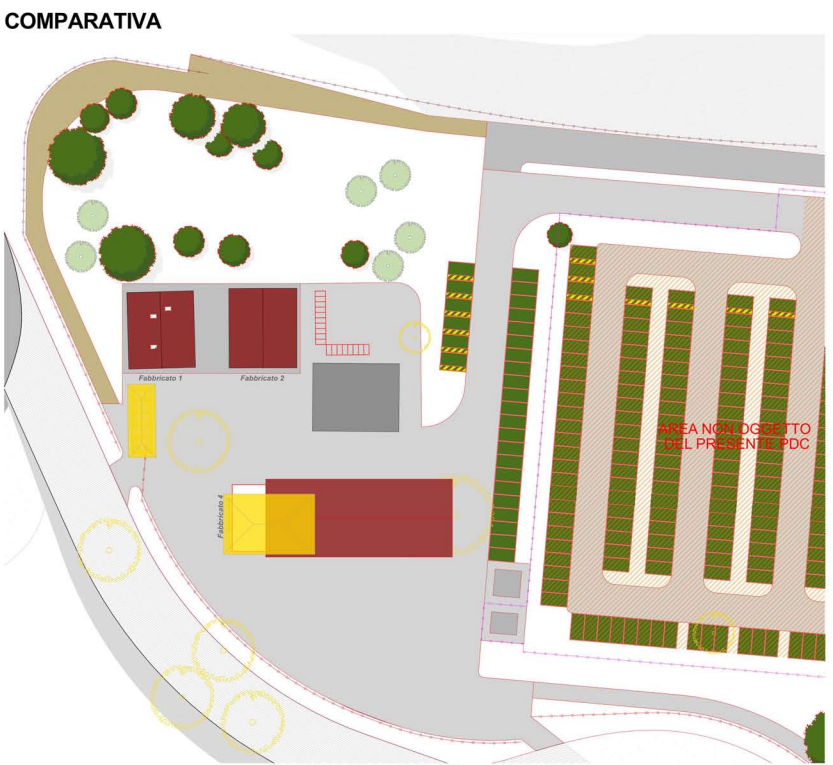 COMPARATIVA
Fabbricato 1
Fabbricato 2
AREA NON OGGETTO
DEL PRESENTE PDC
Fabbricato 4